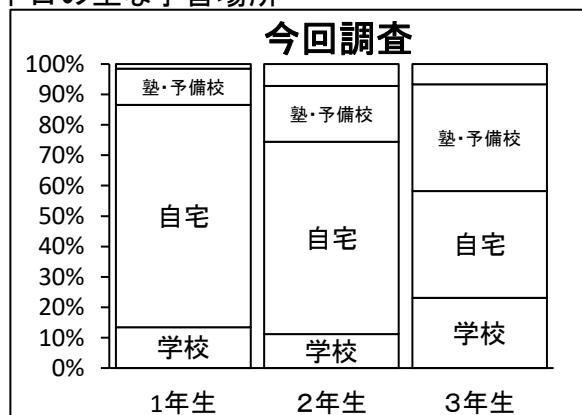 日の主な学習場所
今回調査
100%
90%
80%
70%
60%
50%
40%
30%
20%
10%
0%
塾・予備校
自宅
学校
塾・予備校
自宅
学校
塾・予備校
自宅
学校
1年生
2年生
3年生